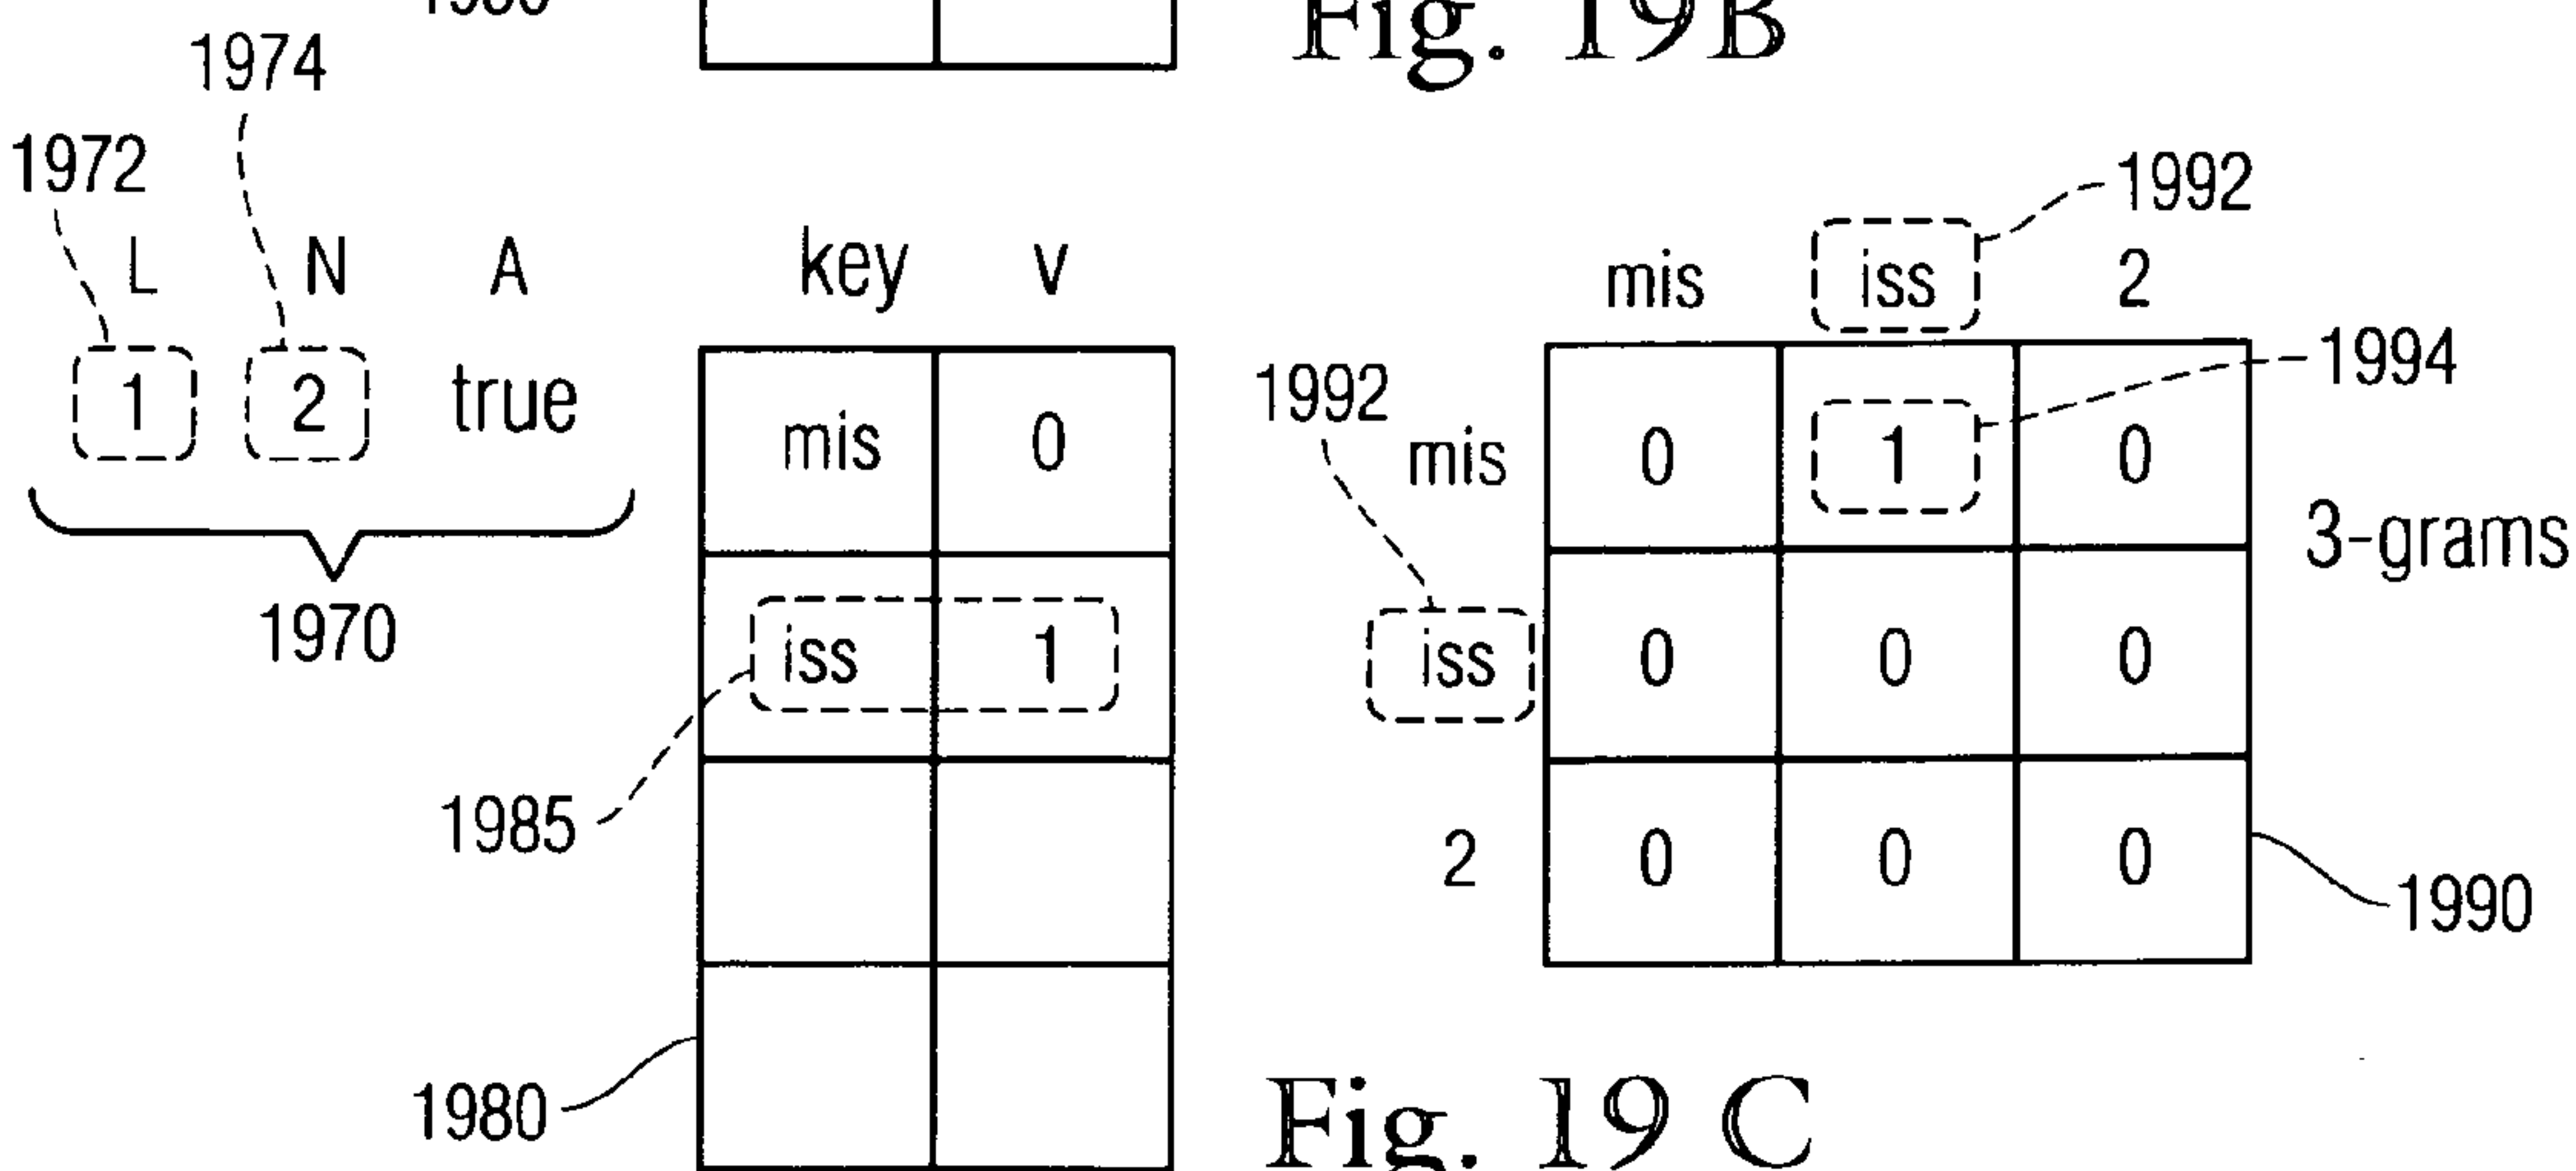 Fig. 19B
1974
1972
1992
L N A
key v
mis iss 2
1 2 true
1994
1992
mis 0
mis 0 1 0
3-grams
1970
iss 1
iss 0 0 0
1985
2 0 0 0
1990
1980
Fig. 19 C